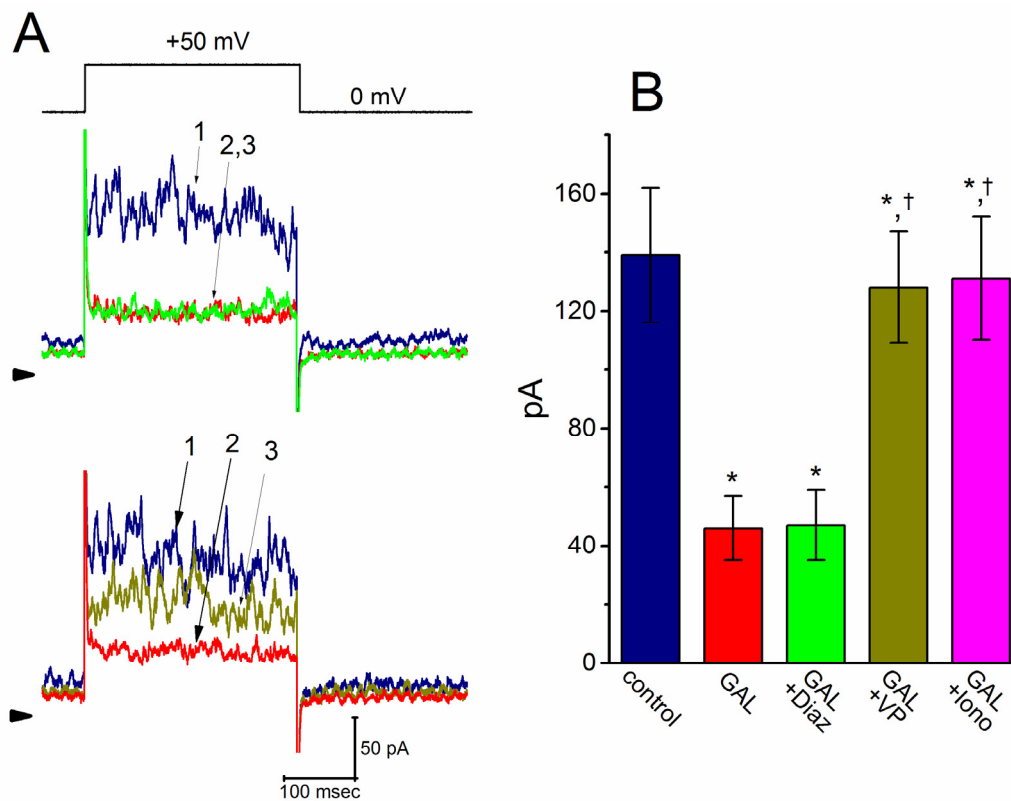 A
+50 mV
0 mV
1
2,3
1
2
3
50 pA
100 msec
B
pA
160
120
80
40
0
*
*
*,†
*,†
control
GAL
GAL
+Diaz
GAL
+VP
GAL
+Iono